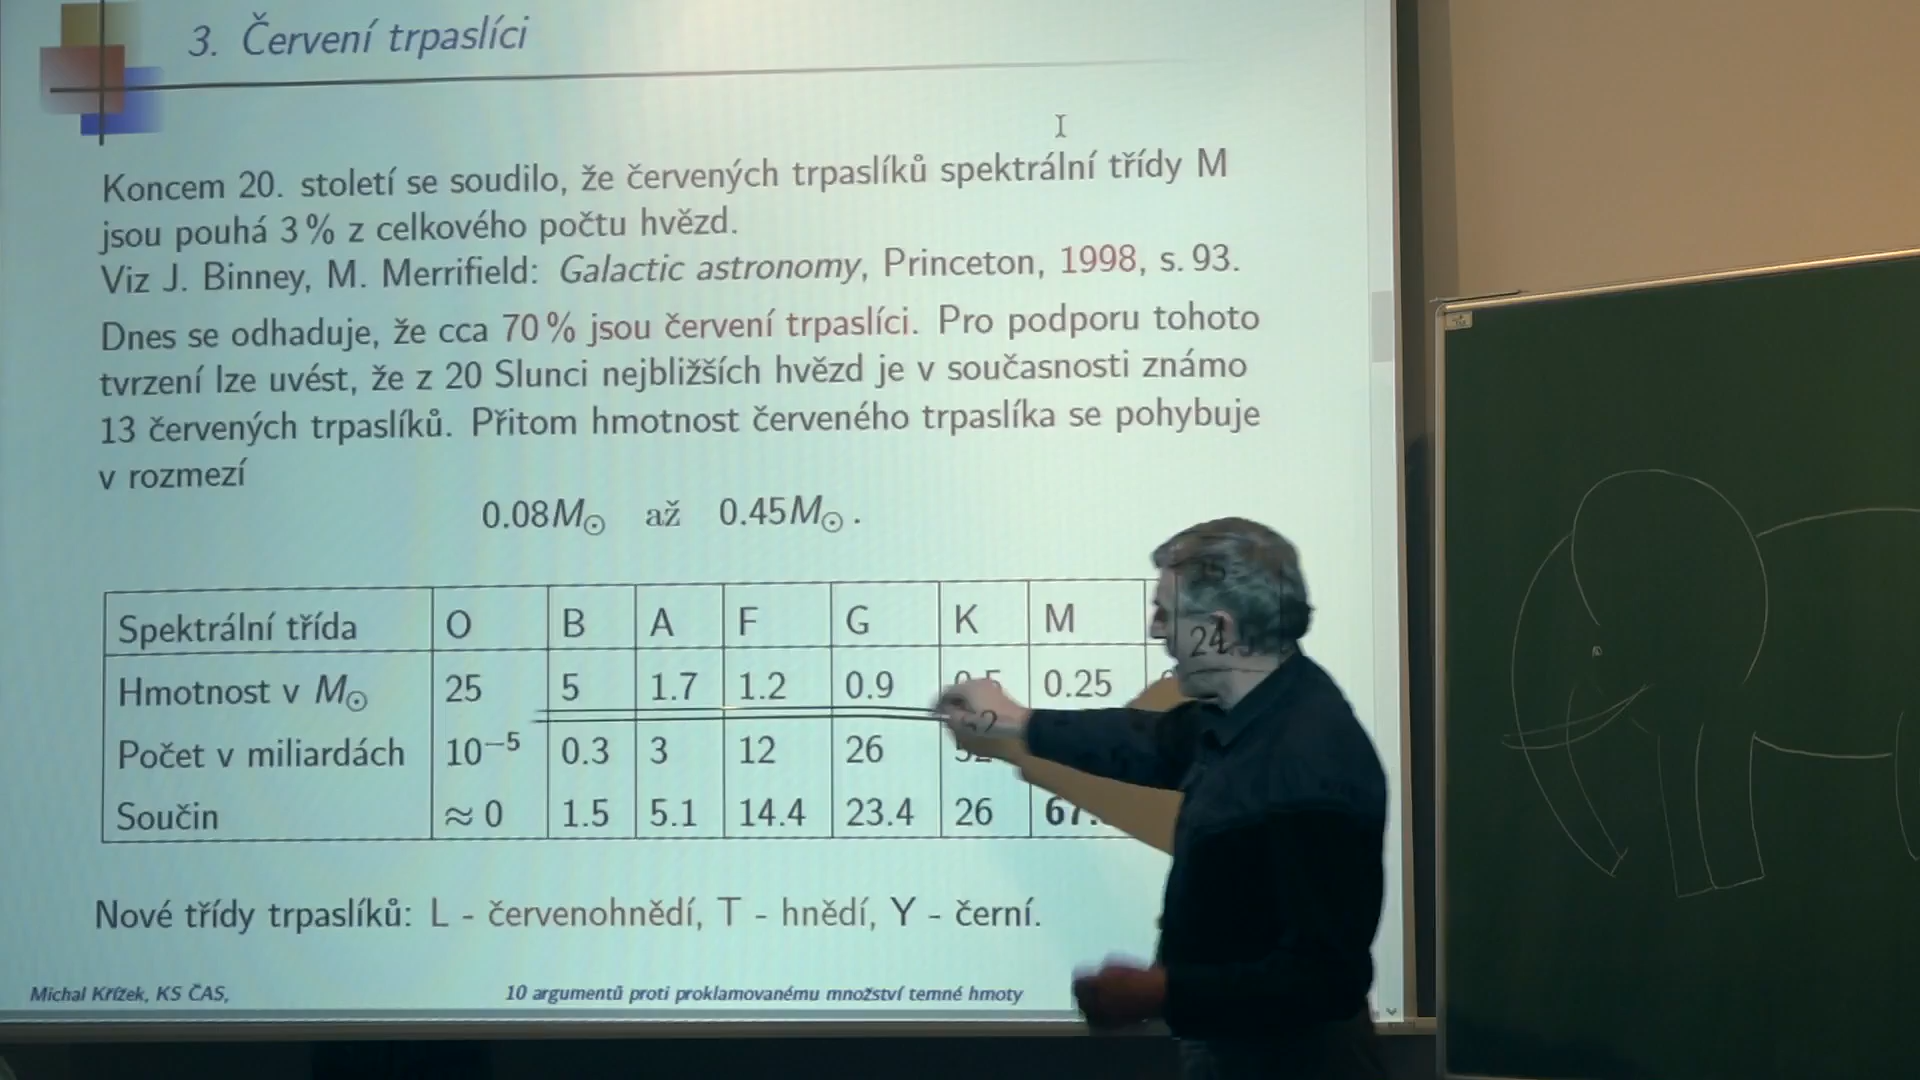 3. Červení trpaslíci
Koncem 20. století se soudilo, že červených trpaslíků spektrální třídy M
jsou pouhá 3 % z celkového počtu hvězd.
Viz J. Binney, M. Merrifield: Galactic astronomy, Princeton, 1998, s. 93.
Dnes se odhaduje, že cca 70 % jsou červení trpaslíci. Pro podporu tohoto
tvrzení lze uvést, že z 20 Slunci nejbližších hvězd je v současnosti známo
13 červených trpaslíků. Přitom hmotnost červeného trpaslíka se pohybuje
v rozmezí
0.08M⊙ až 0.45M⊙.
Spektrální třída O B A F G K M
Hmotnost v M⊙ 25 5 1.7 1.2 0.9 0.25
Počet v miliardách 10⁻⁵ 0.3 3 12 26
Součin ≈ 0 1.5 5.1 14.4 23.4 26
Nové třídy trpaslíků: L - červenohnědí, T - hnědí, Y - černí.
Michal Křížek, KS ČAS, 10 argumentů proti proklamovanému množství temné hmoty